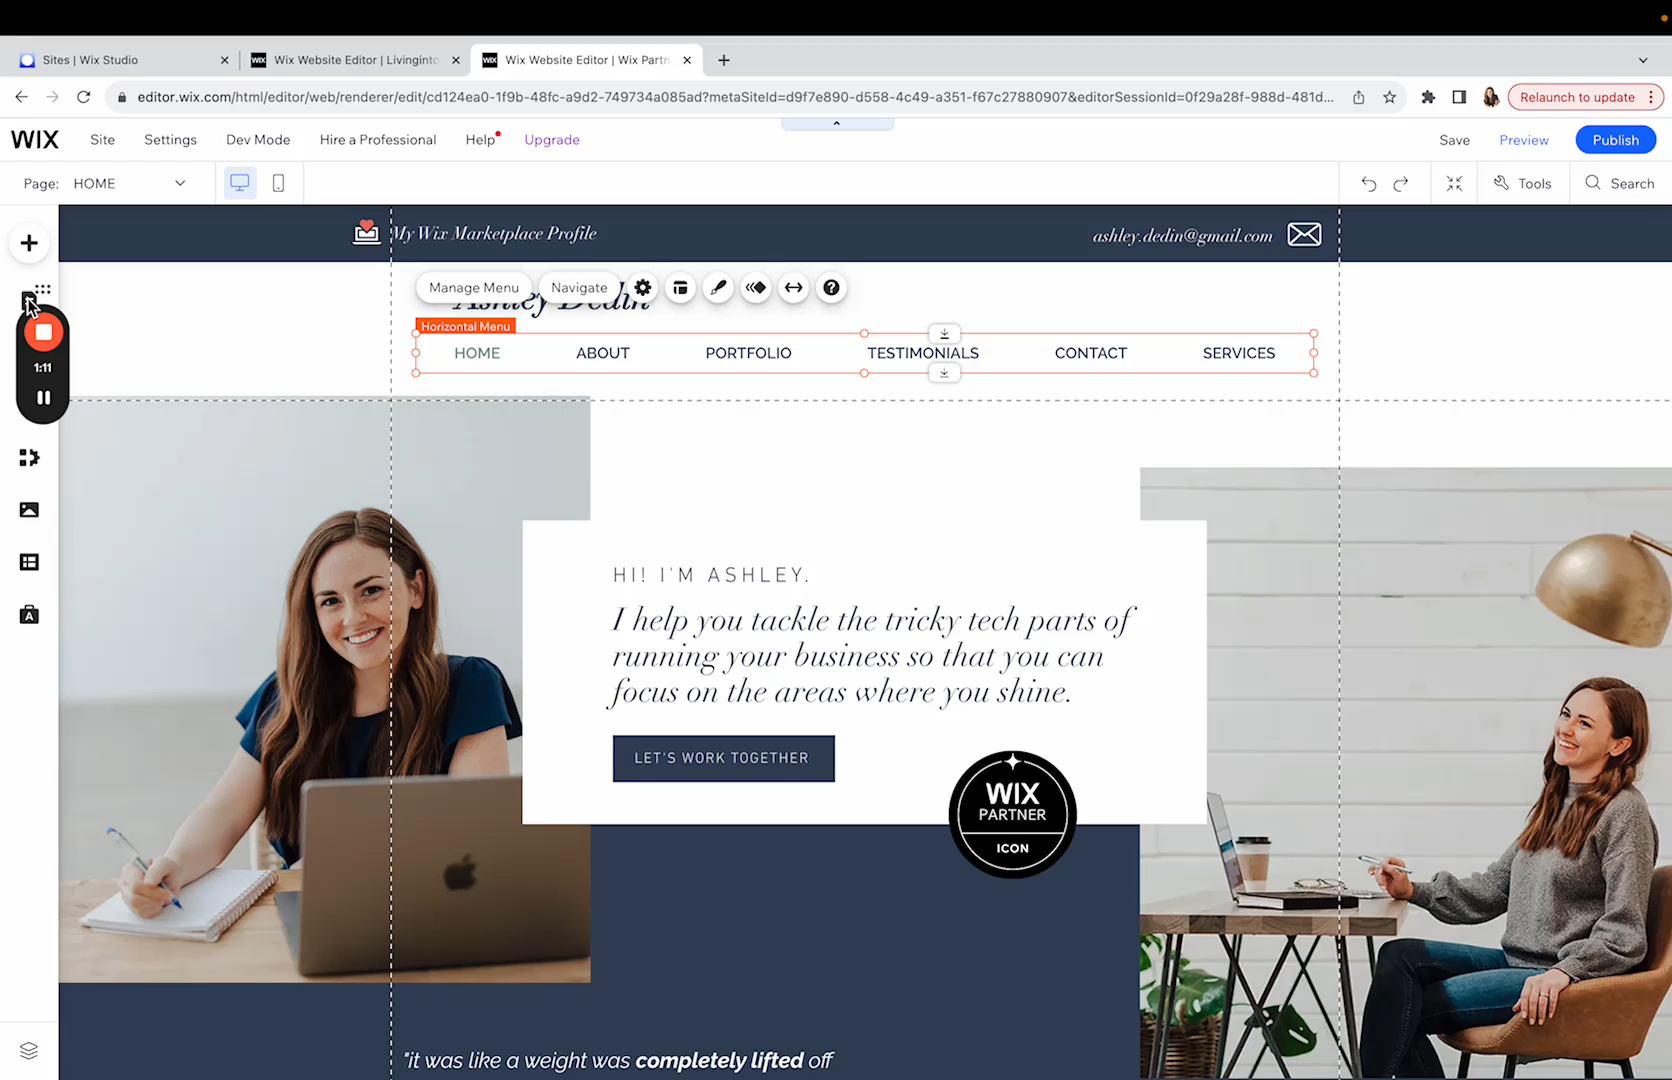 Sites | Wix Studio
Wix Website Editor | Livinginto
Wix Website Editor | Wix Partn
editor.wix.com/html/editor/web/renderer/edit/cd124ea0-1f9b-48fc-a9d2-749734a085ad?metaSiteId=d9f7e890-d558-4c49-a351-f67c27880907&editorSessionId=0f29a28f-988d-481d...
Relaunch to update
WIX
Site
Settings
Dev Mode
Hire a Professional
Help
Upgrade
Save
Preview
Publish
Page: HOME
Tools
Search
My Wix Marketplace Profile
ashley.dedin@gmail.com
Manage Menu
Navigate
Ashley Dedin
Horizontal Menu
HOME
ABOUT
PORTFOLIO
TESTIMONIALS
CONTACT
SERVICES
1:11
HI! I'M ASHLEY.
I help you tackle the tricky tech parts of
running your business so that you can
focus on the areas where you shine.
LET'S WORK TOGETHER
WIX
PARTNER
ICON
"it was like a weight was completely lifted off